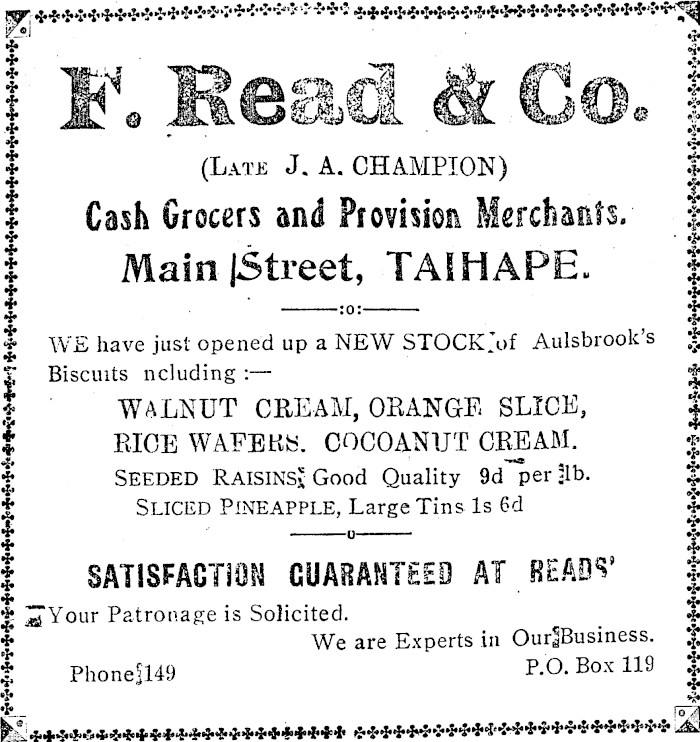 F. Read & Co.
(LATE J. A. CHAMPION)
Cash Grocers and Provision Merchants.
Main Street, TAIHAPE.
:o:
WE have just opened up a NEW STOCK of Aulsbrook's
Biscuits ncluding :—
WALNUT CREAM, ORANGE SLICE,
RICE WAFERS. COCOANUT CREAM.
SEEDED RAISINS, Good Quality 9d per lb.
SLICED PINEAPPLE, Large Tins 1s 6d
SATISFACTION GUARANTEED AT READS'
Your Patronage is Solicited.
We are Experts in Our Business.
Phone 149
P.O. Box 119